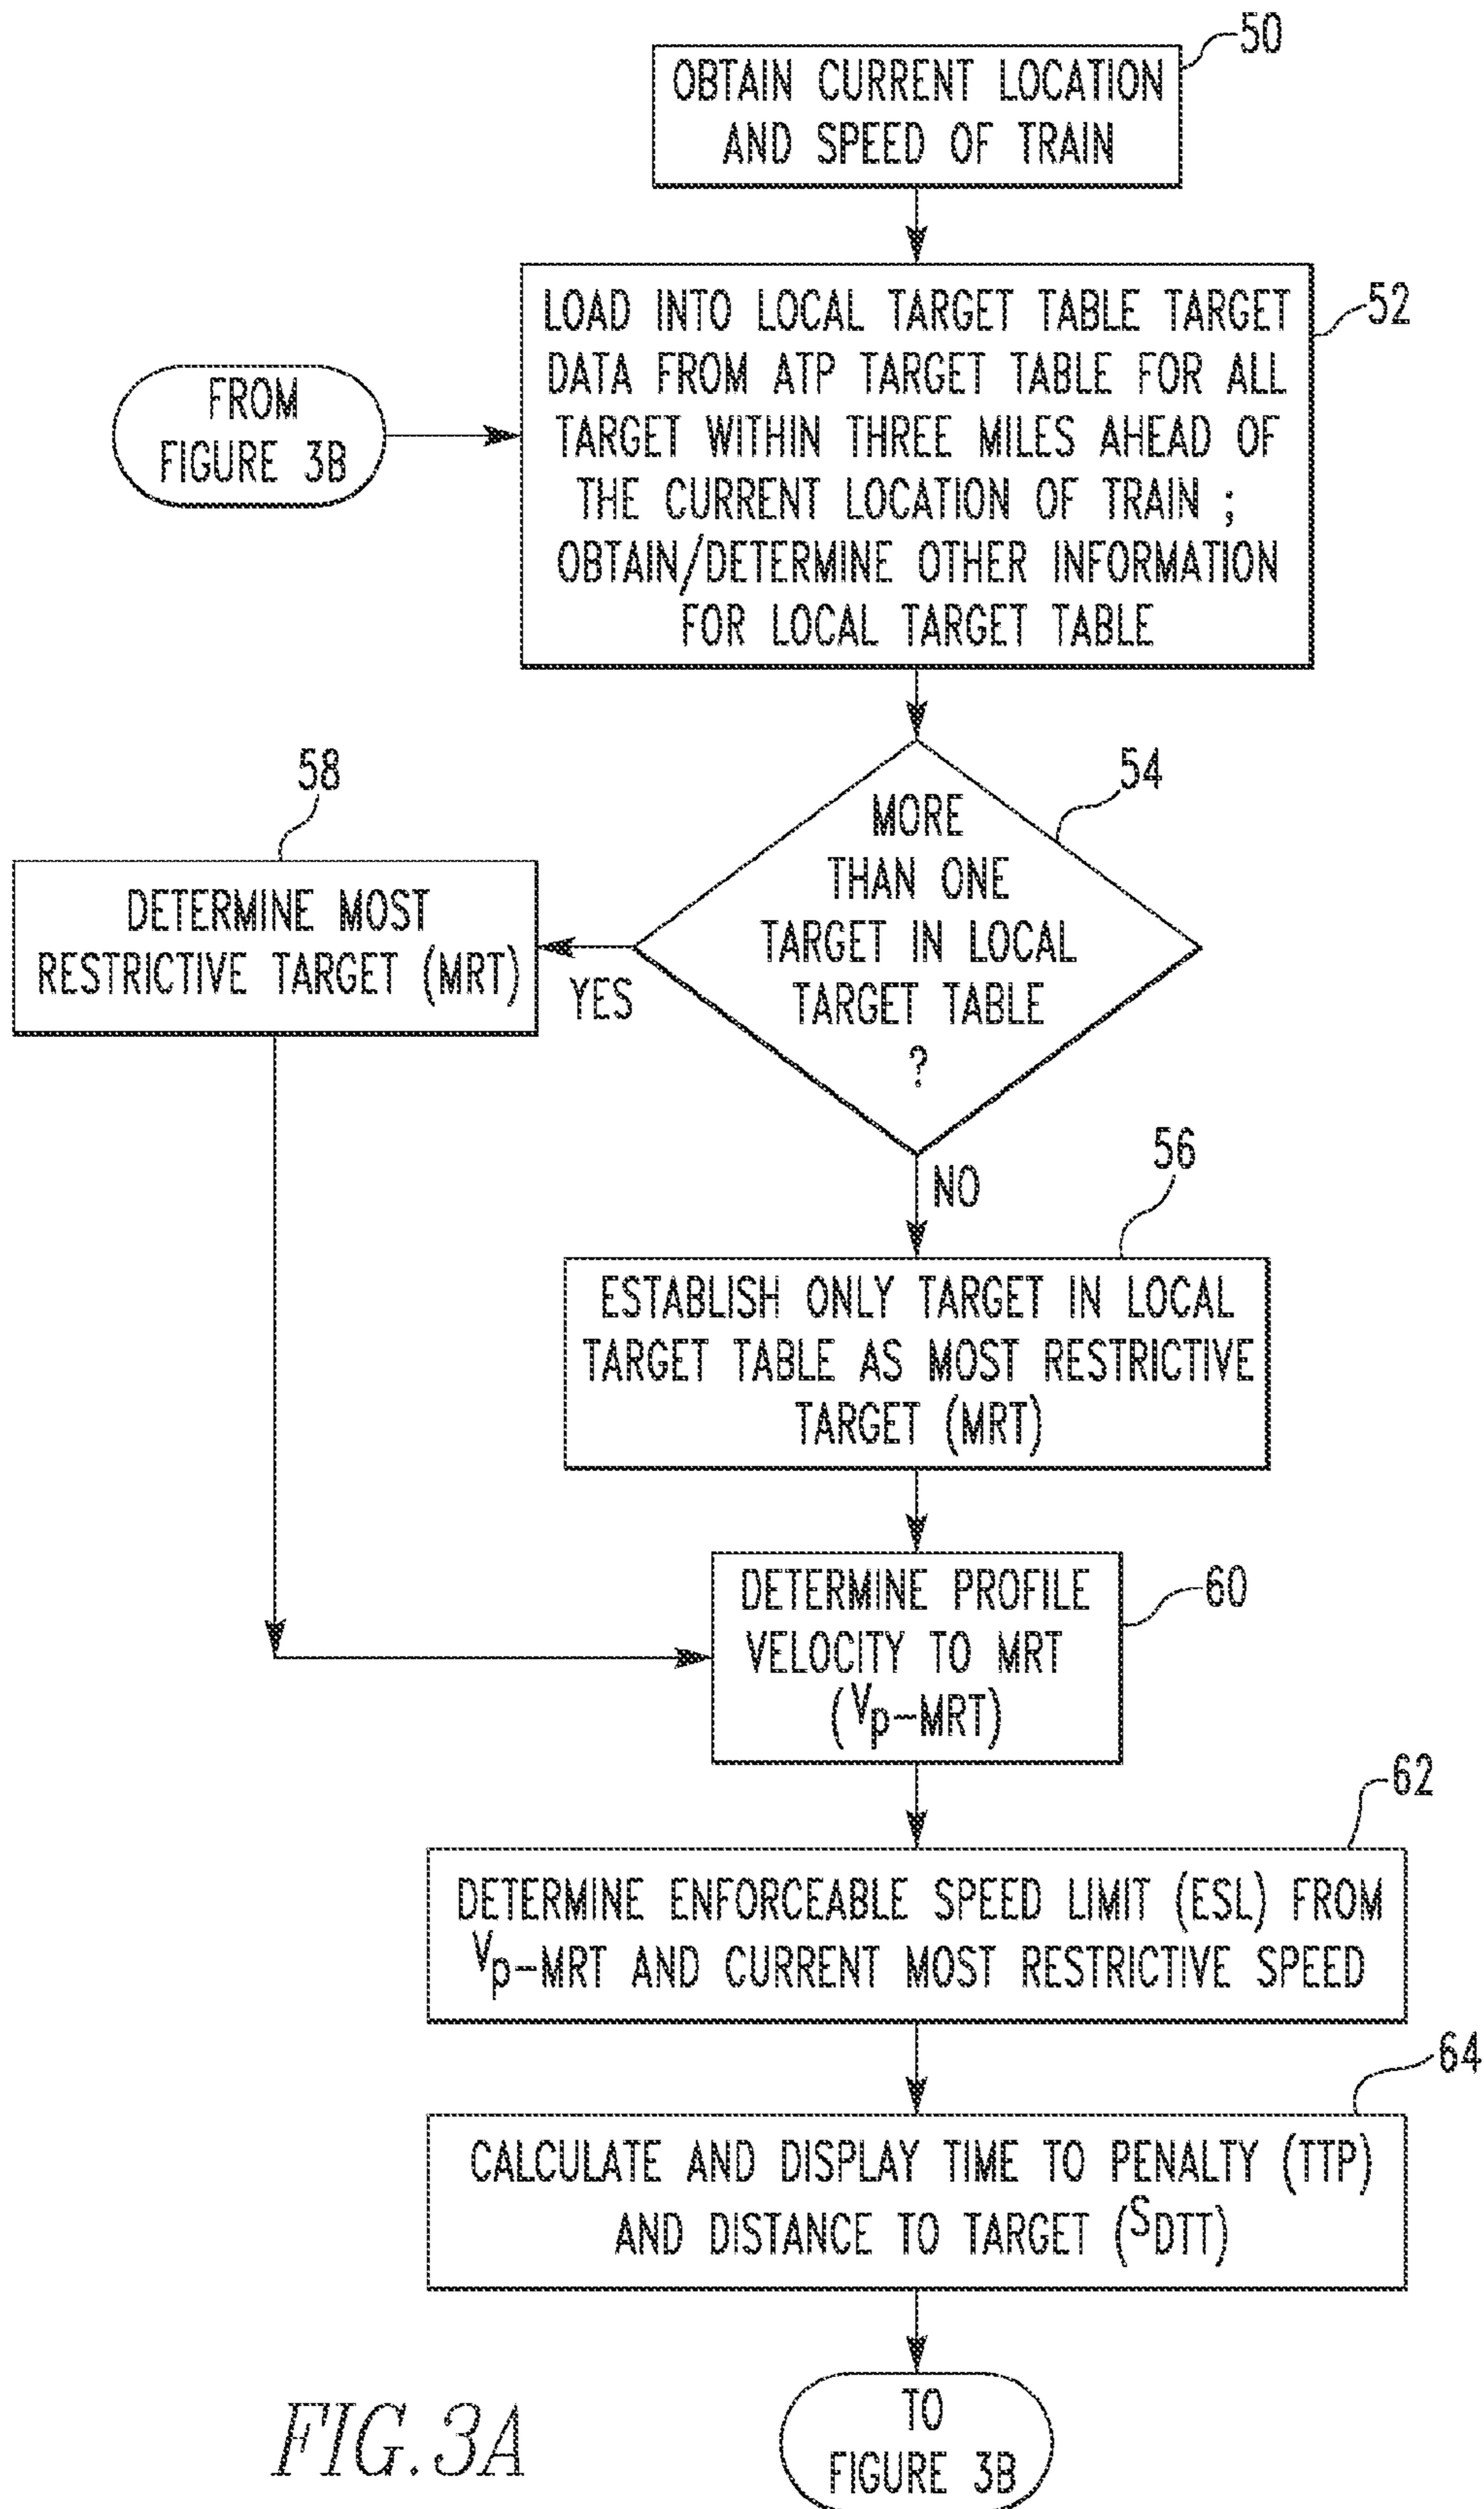 50
OBTAIN CURRENT LOCATION
AND SPEED OF TRAIN
52
LOAD INTO LOCAL TARGET TABLE TARGET
DATA FROM ATP TARGET TABLE FOR ALL
TARGET WITHIN THREE MILES AHEAD OF
THE CURRENT LOCATION OF TRAIN ;
OBTAIN/DETERMINE OTHER INFORMATION
FOR LOCAL TARGET TABLE
FROM
FIGURE 3B
54
MORE
THAN ONE
TARGET IN LOCAL
TARGET TABLE
?
58
DETERMINE MOST
RESTRICTIVE TARGET (MRT)
YES
NO
56
ESTABLISH ONLY TARGET IN LOCAL
TARGET TABLE AS MOST RESTRICTIVE
TARGET (MRT)
60
DETERMINE PROFILE
VELOCITY TO MRT
(Vp-MRT)
62
DETERMINE ENFORCEABLE SPEED LIMIT (ESL) FROM
Vp-MRT AND CURRENT MOST RESTRICTIVE SPEED
64
CALCULATE AND DISPLAY TIME TO PENALTY (TTP)
AND DISTANCE TO TARGET (SDTT)
TO
FIGURE 3B
FIG.3A